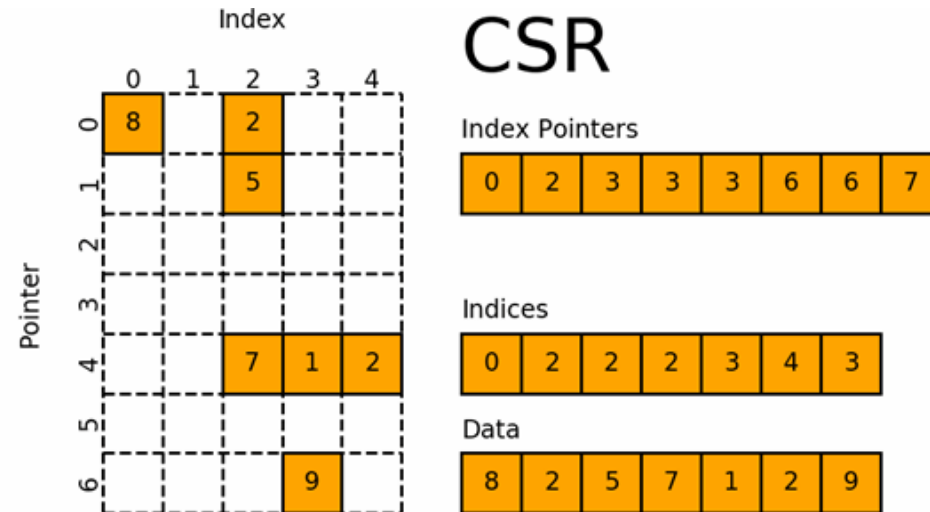 Index
CSR
0 1 2 3 4
0 8 2
Index Pointers
1 5
0 2 3 3 3 6 6 7
2
Pointer
3
Indices
4 7 1 2
0 2 2 2 3 4 3
5
Data
6 9
8 2 5 7 1 2 9